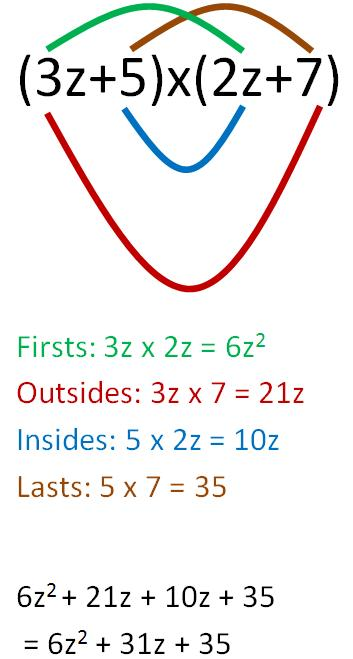 (3z+5)x(2z+7)
Firsts: 3z x 2z = 6z²
Outsides: 3z x 7 = 21z
Insides: 5 x 2z = 10z
Lasts: 5 x 7 = 35
6z² + 21z + 10z + 35
= 6z² + 31z + 35